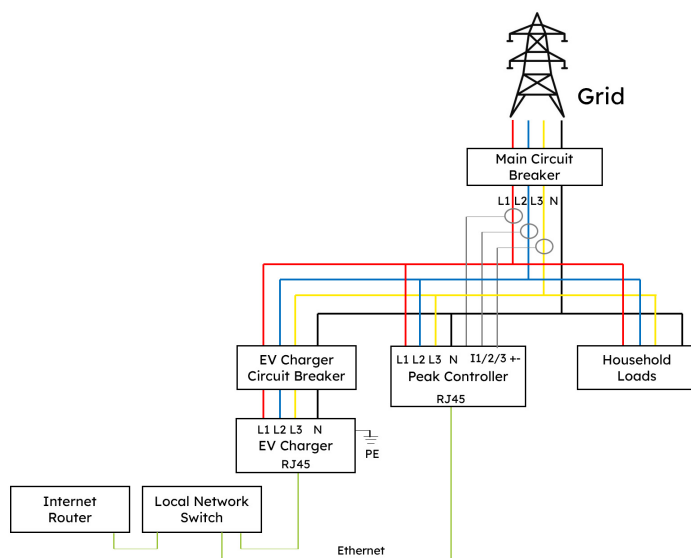 Grid
Main Circuit
Breaker
L1 L2 L3 N
EV Charger
Circuit Breaker
L1 L2 L3 N I1/2/3 +-
Peak Controller
RJ45
Household
Loads
L1 L2 L3 N
EV Charger
RJ45
PE
Internet
Router
Local Network
Switch
Ethernet